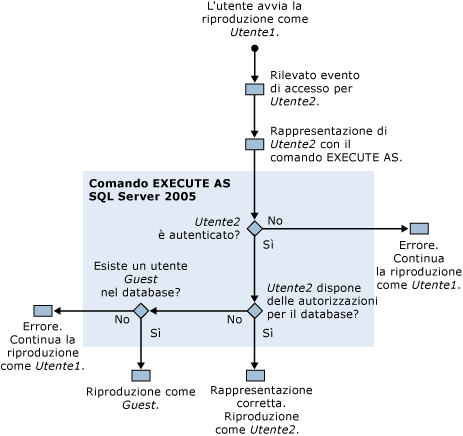 L'utente avvia la
riproduzione come
Utente1.
Rilevato evento
di accesso per
Utente2.
Rappresentazione di
Utente2 con il
comando EXECUTE AS.
Comando EXECUTE AS
SQL Server 2005
Utente2
è autenticato?
No
Sì
Errore.
Continua
la riproduzione
come Utente1.
Esiste un utente
Guest
nel database?
Utente2 dispone
delle autorizzazioni
per il database?
No
Sì
No
Sì
Errore.
Continua la
riproduzione
come Utente1.
Riproduzione come
Guest.
Rappresentazione
corretta.
Riproduzione
come Utente2.